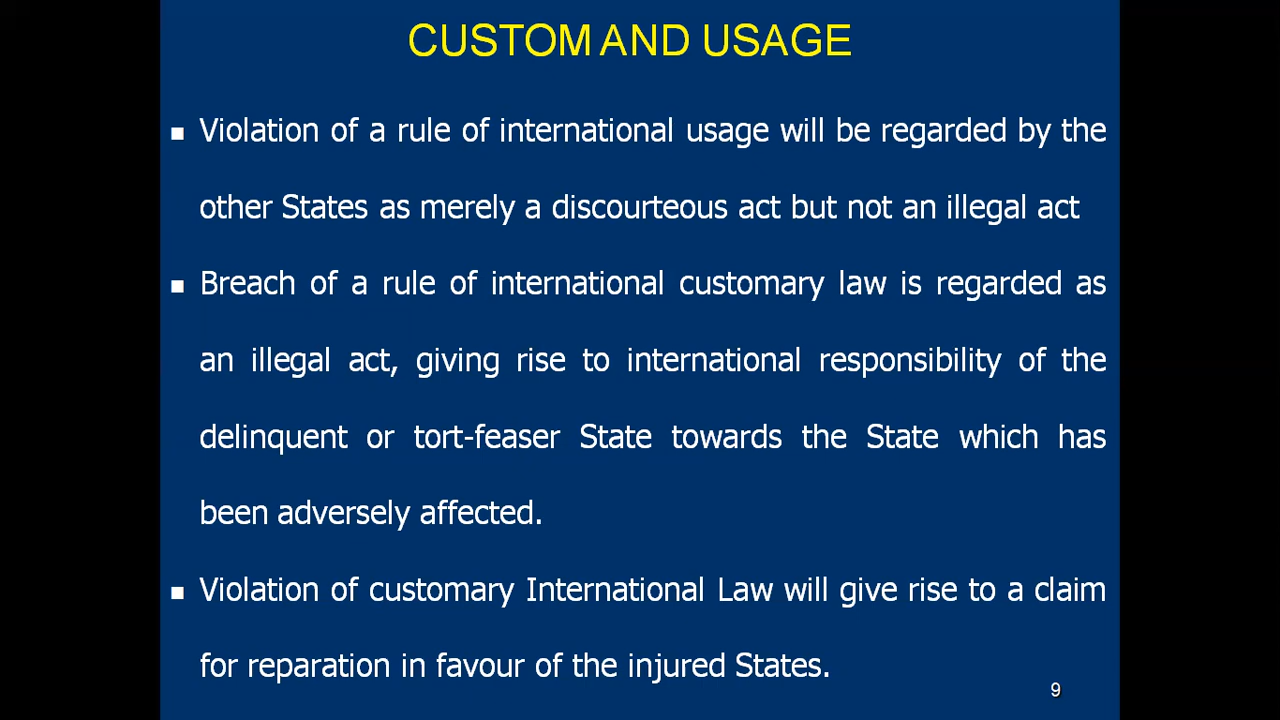 CUSTOM AND USAGE
Violation of a rule of international usage will be regarded by the
other States as merely a discourteous act but not an illegal act
Breach of a rule of international customary law is regarded as
an illegal act, giving rise to international responsibility of the
delinquent or tort-feaser State towards the State which has
been adversely affected.
Violation of customary International Law will give rise to a claim
for reparation in favour of the injured States.
9